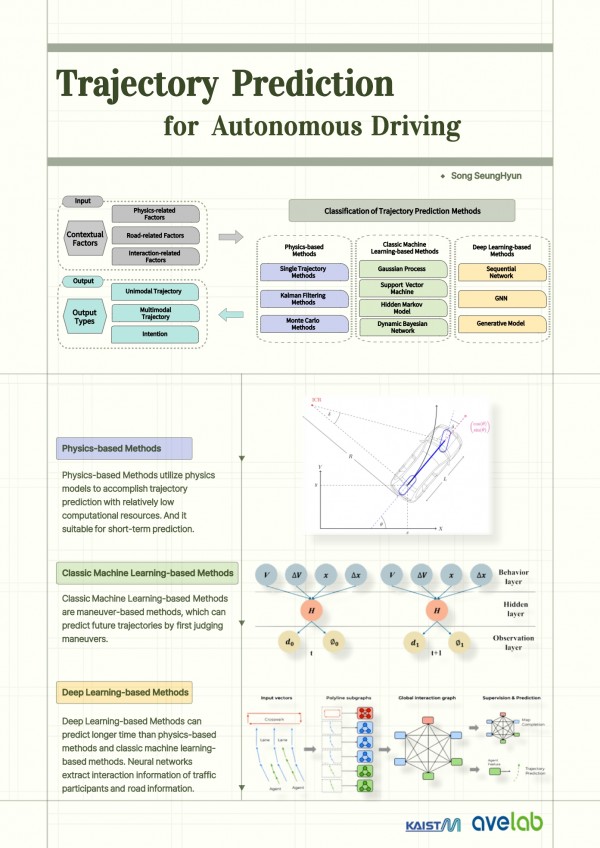 Trajectory Prediction
for Autonomous Driving
Song SeungHyun
Input
Contextual
Factors
Physics-related
Factors
Road-related Factors
Interaction-related
Factors
Output
Output
Types
Unimodal Trajectory
Multimodal
Trajectory
Intention
Classification of Trajectory Prediction Methods
Physics-based
Methods
Single Trajectory
Methods
Kalman Filtering
Methods
Monte Carlo
Methods
Classic Machine
Learning-based Methods
Gaussian Process
Support Vector
Machine
Hidden Markov
Model
Dynamic Bayesian
Network
Deep Learning-based
Methods
Sequential
Network
GNN
Generative Model
Physics-based Methods
Physics-based Methods utilize physics
models to accomplish trajectory
prediction with relatively low
computational resources. And it
suitable for short-term prediction.
ICR
R
L
Y
X
θ
Classic Machine Learning-based Methods
Classic Machine Learning-based Methods
are maneuver-based methods, which can
predict future trajectories by first judging
maneuvers.
V ΔV x Δx V ΔV x Δx
Behavior
layer
H H
Hidden
layer
d0 ∅0 d1 ∅1
Observation
layer
t t+1
Deep Learning-based Methods
Deep Learning-based Methods can
predict longer time than physics-based
methods and classic machine learning-
based methods. Neural networks
extract interaction information of traffic
participants and road information.
Input vectors
Polyline subgraphs
Global interaction graph
Supervision & Prediction
Crosswalk
Lane
Lane
Agent
Agent
Map
Completion
Agent
Feature
Trajectory
Prediction
KAIST
avelab